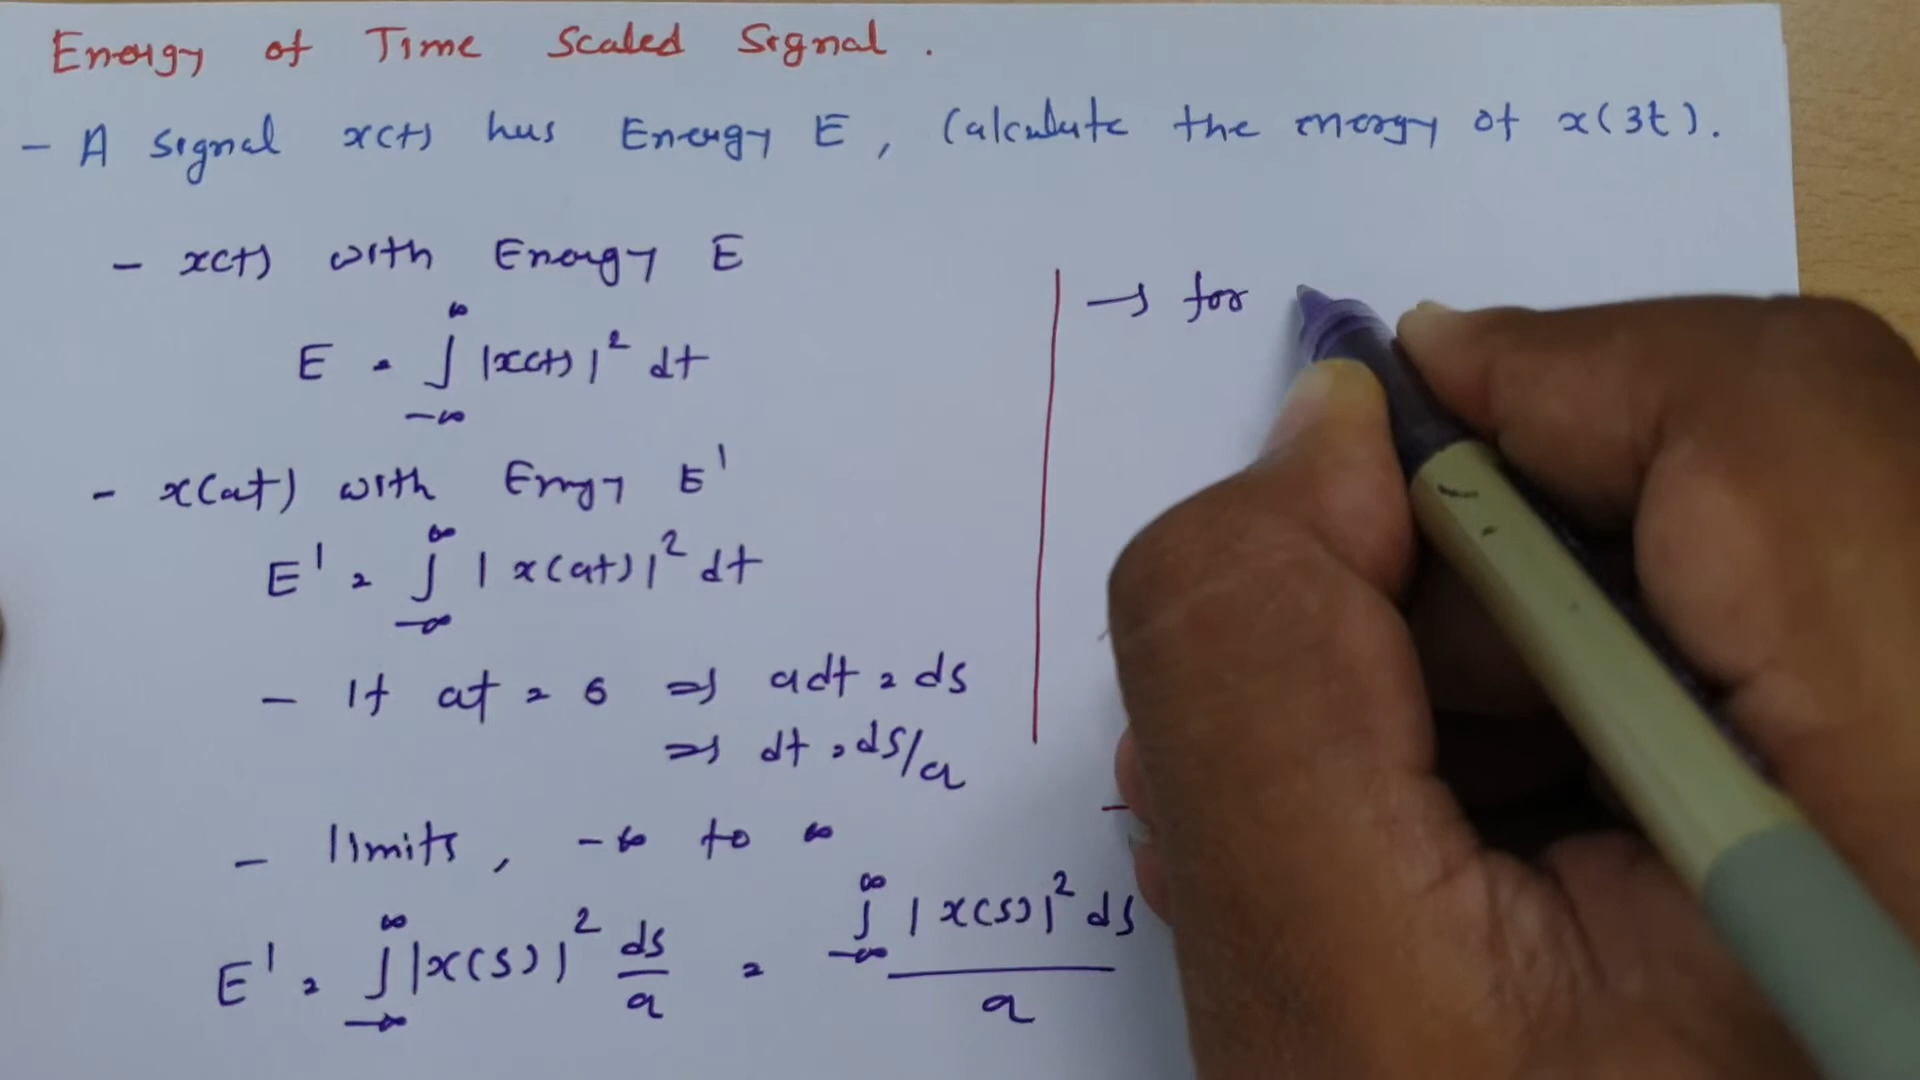 Energy of Time Scaled Signal.
- A signal x(t) has Energy E, Calculate the energy of x(3t).
- x(t) with Energy E
E = ∫_{-∞}^{∞} |x(t)|² dt
- x(at) with Energy E'
E' = ∫_{-∞}^{∞} |x(at)|² dt
- If at = s ⇒ adt = ds
⇒ dt = ds/a
- limits, -∞ to ∞
E' = ∫_{-∞}^{∞} |x(s)|² ds/a = ∫_{-∞}^{∞} |x(s)|² ds / a
→ for